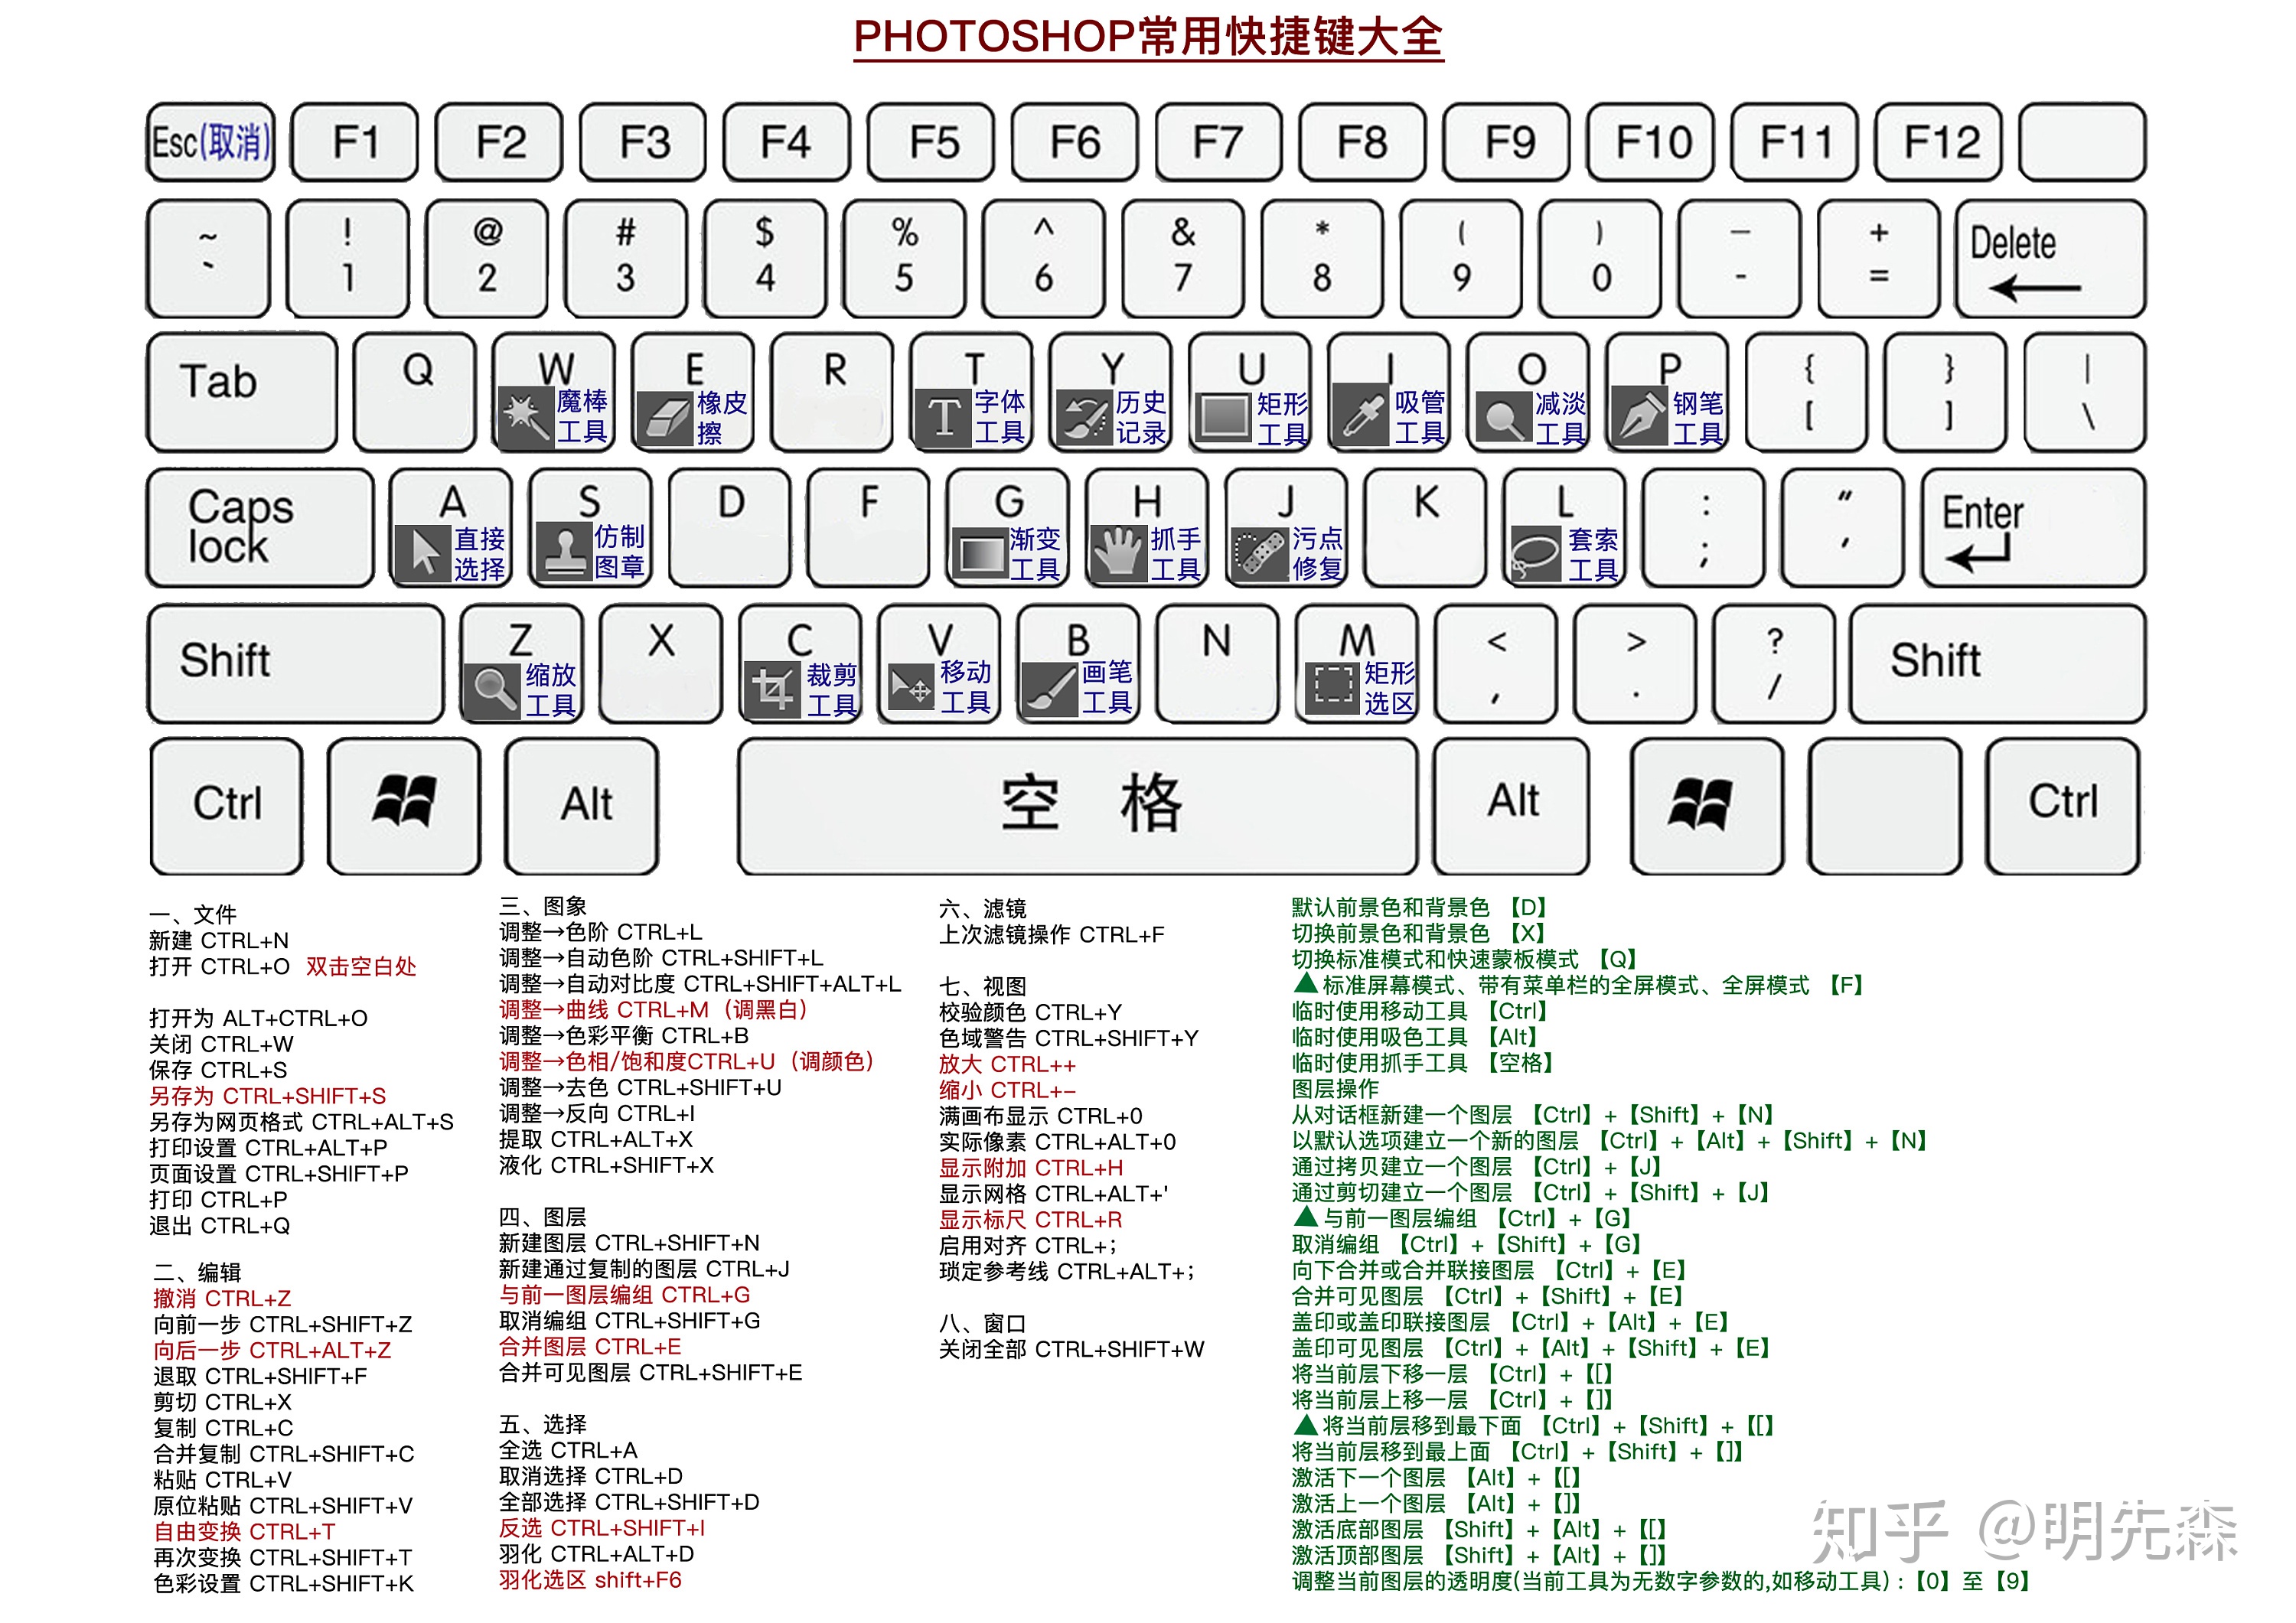 PHOTOSHOP常用快捷键大全
Esc(取消) F1 F2 F3 F4 F5 F6 F7 F8 F9 F10 F11 F12
~ ! @ # $ % ^ & * ( ) — + Delete
` 1 2 3 4 5 6 7 8 9 0 - =
Tab Q W E R T Y U I O P { } |
魔棒 橡皮 字体 历史 矩形 吸管 减淡 钢笔 [ ] \
工具 擦 工具 记录 工具 工具 工具 工具
Caps A S D F G H J K L : " Enter
lock 直接 仿制 渐变 抓手 污点 套索 ; ,
选择 图章 工具 工具 修复 工具
Shift Z X C V B N M < > ? Shift
缩放 裁剪 移动 画笔 矩形 , . /
工具 工具 工具 工具 选区
Ctrl Alt 空 格 Alt Ctrl
一、文件
新建 CTRL+N
打开 CTRL+O 双击空白处
打开为 ALT+CTRL+O
关闭 CTRL+W
保存 CTRL+S
另存为 CTRL+SHIFT+S
另存为网页格式 CTRL+ALT+S
打印设置 CTRL+ALT+P
页面设置 CTRL+SHIFT+P
打印 CTRL+P
退出 CTRL+Q
二、编辑
撤消 CTRL+Z
向前一步 CTRL+SHIFT+Z
向后一步 CTRL+ALT+Z
退取 CTRL+SHIFT+F
剪切 CTRL+X
复制 CTRL+C
合并复制 CTRL+SHIFT+C
粘贴 CTRL+V
原位粘贴 CTRL+SHIFT+V
自由变换 CTRL+T
再次变换 CTRL+SHIFT+T
色彩设置 CTRL+SHIFT+K
三、图象
调整→色阶 CTRL+L
调整→自动色阶 CTRL+SHIFT+L
调整→自动对比度 CTRL+SHIFT+ALT+L
调整→曲线 CTRL+M（调黑白）
调整→色彩平衡 CTRL+B
调整→色相/饱和度CTRL+U（调颜色）
调整→去色 CTRL+SHIFT+U
调整→反向 CTRL+I
提取 CTRL+ALT+X
液化 CTRL+SHIFT+X
四、图层
新建图层 CTRL+SHIFT+N
新建通过复制的图层 CTRL+J
与前一图层编组 CTRL+G
取消编组 CTRL+SHIFT+G
合并图层 CTRL+E
合并可见图层 CTRL+SHIFT+E
五、选择
全选 CTRL+A
取消选择 CTRL+D
全部选择 CTRL+SHIFT+D
反选 CTRL+SHIFT+I
羽化 CTRL+ALT+D
羽化选区 shift+F6
六、滤镜
上次滤镜操作 CTRL+F
七、视图
校验颜色 CTRL+Y
色域警告 CTRL+SHIFT+Y
放大 CTRL++
缩小 CTRL+−
满画布显示 CTRL+0
实际像素 CTRL+ALT+0
显示附加 CTRL+H
显示网格 CTRL+ALT+'
显示标尺 CTRL+R
启用对齐 CTRL+；
琐定参考线 CTRL+ALT+；
八、窗口
关闭全部 CTRL+SHIFT+W
默认前景色和背景色 【D】
切换前景色和背景色 【X】
切换标准模式和快速蒙板模式 【Q】
▲标准屏幕模式、带有菜单栏的全屏模式、全屏模式 【F】
临时使用移动工具 【Ctrl】
临时使用吸色工具 【Alt】
临时使用抓手工具 【空格】
图层操作
从对话框新建一个图层 【Ctrl】+【Shift】+【N】
以默认选项建立一个新的图层 【Ctrl】+【Alt】+【Shift】+【N】
通过拷贝建立一个图层 【Ctrl】+【J】
通过剪切建立一个图层 【Ctrl】+【Shift】+【J】
▲与前一图层编组 【Ctrl】+【G】
取消编组 【Ctrl】+【Shift】+【G】
向下合并或合并联接图层 【Ctrl】+【E】
合并可见图层 【Ctrl】+【Shift】+【E】
盖印或盖印联接图层 【Ctrl】+【Alt】+【E】
盖印可见图层 【Ctrl】+【Alt】+【Shift】+【E】
将当前层下移一层 【Ctrl】+【[】
将当前层上移一层 【Ctrl】+【]】
▲将当前层移到最下面 【Ctrl】+【Shift】+【[】
将当前层移到最上面 【Ctrl】+【Shift】+【]】
激活下一个图层 【Alt】+【[】
激活上一个图层 【Alt】+【]】
激活底部图层 【Shift】+【Alt】+【[】
激活顶部图层 【Shift】+【Alt】+【]】
调整当前图层的透明度(当前工具为无数字参数的,如移动工具)：【0】至【9】
知乎 @明先森